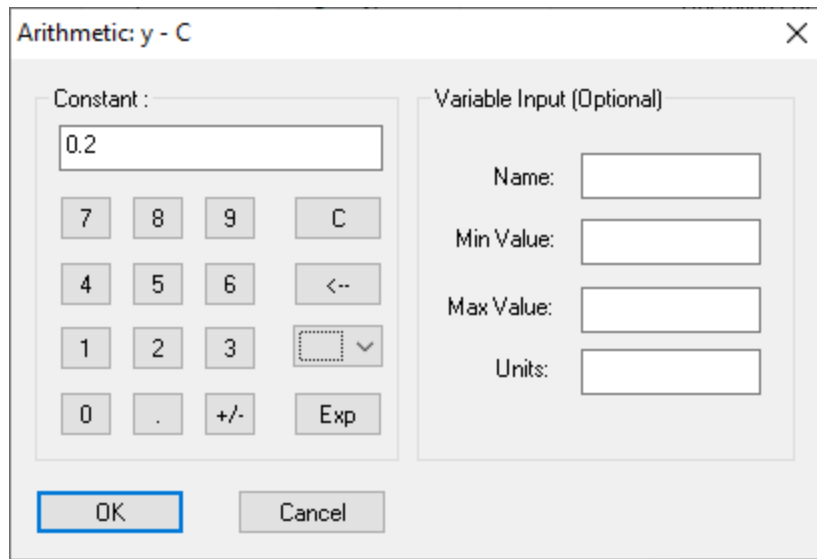 Arithmetic: y - C
Constant :
0.2
7 8 9 C
4 5 6 <--
1 2 3
0 . +/- Exp
Variable Input (Optional)
Name:
Min Value:
Max Value:
Units:
OK Cancel